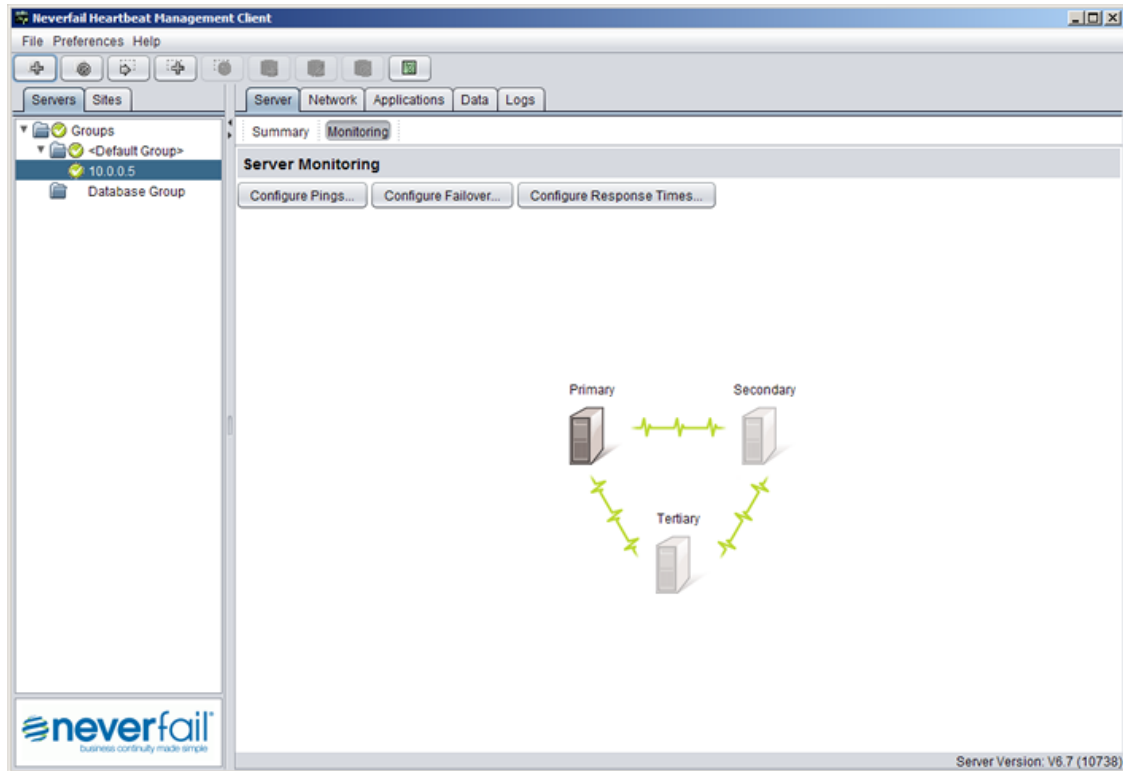 Neverfail Heartbeat Management Client
File Preferences Help
Servers Sites
Server Network Applications Data Logs
Groups
<Default Group>
10.0.0.5
Database Group
Summary Monitoring
Server Monitoring
Configure Pings... Configure Failover... Configure Response Times...
Primary Secondary
Tertiary
neverfail
business continuity made simple
Server Version: V6.7 (10738)